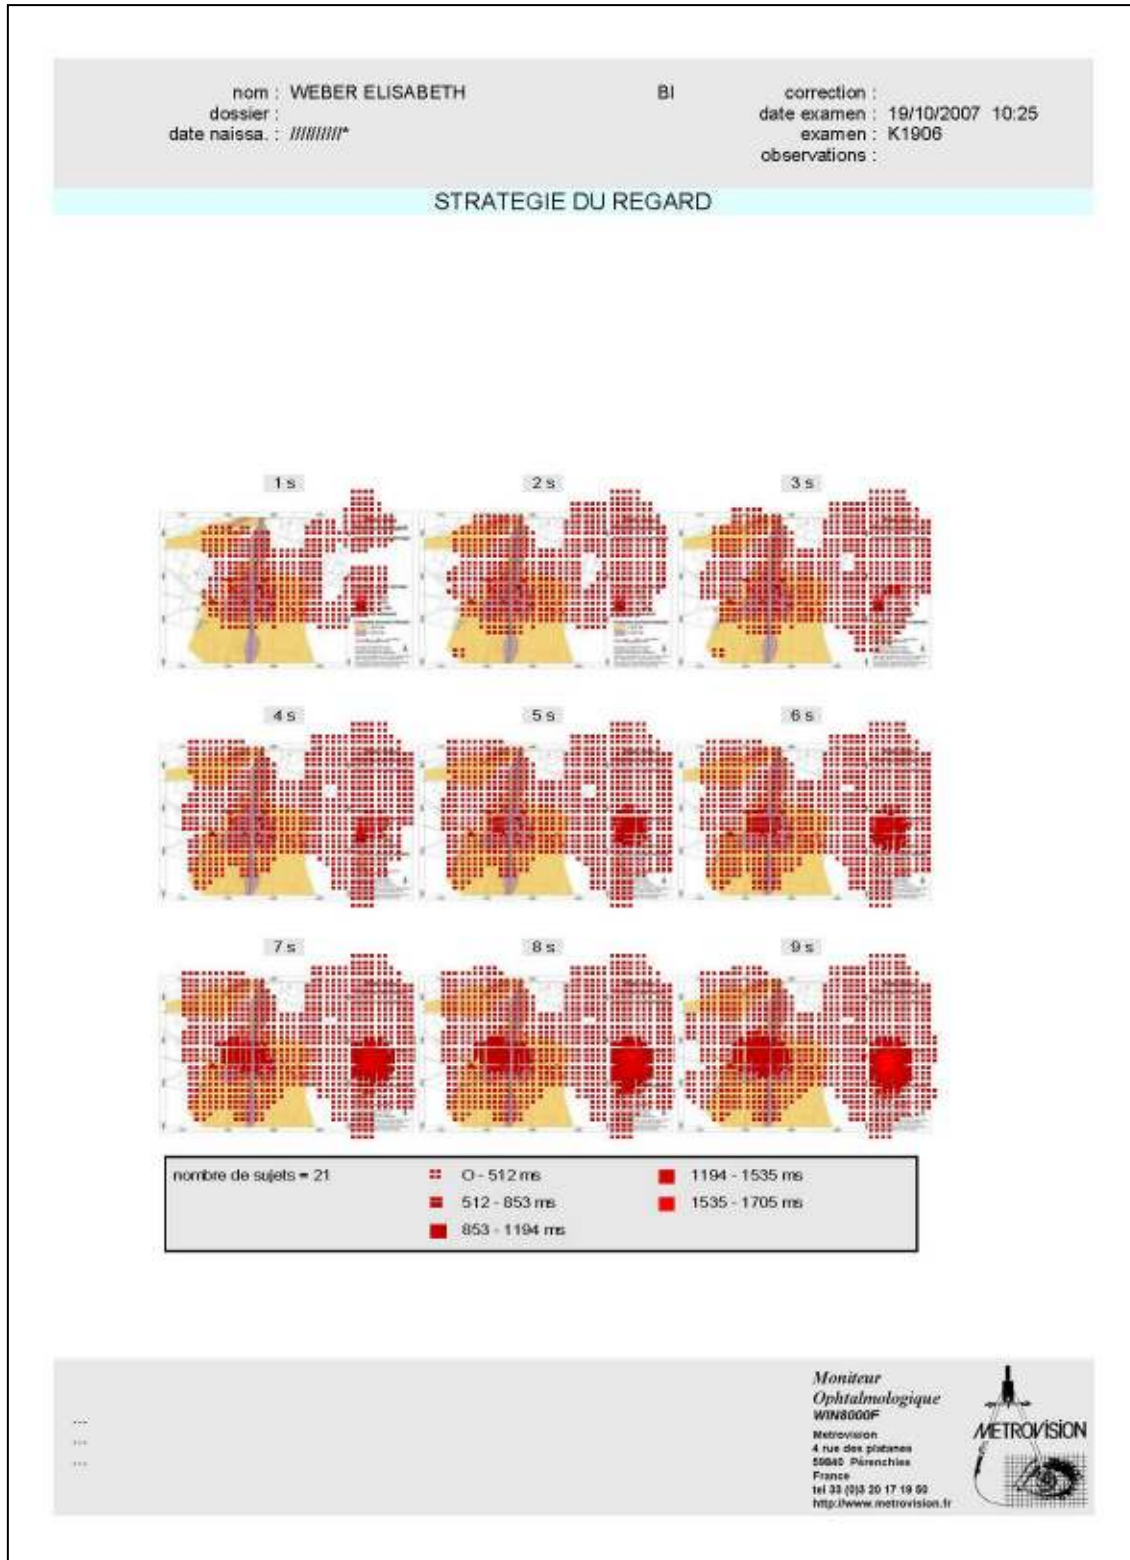 nom : WEBER ELISABETH
BI
correction :
dossier :
date examen : 19/10/2007 10:25
date naissa. : //////////*
examen : K1906
observations :
STRATEGIE DU REGARD
1 s
2 s
3 s
4 s
5 s
6 s
7 s
8 s
9 s
nombre de sujets = 21
O - 512 ms
1194 - 1535 ms
512 - 853 ms
1535 - 1705 ms
853 - 1194 ms
Moniteur
Ophtalmologique
WIN8000F
Metrovision
4 rue des platanes
59840 Pérenchies
France
tel 33 (0)3 20 17 19 50
http://www.metrovision.fr
METROVISION
...
...
...